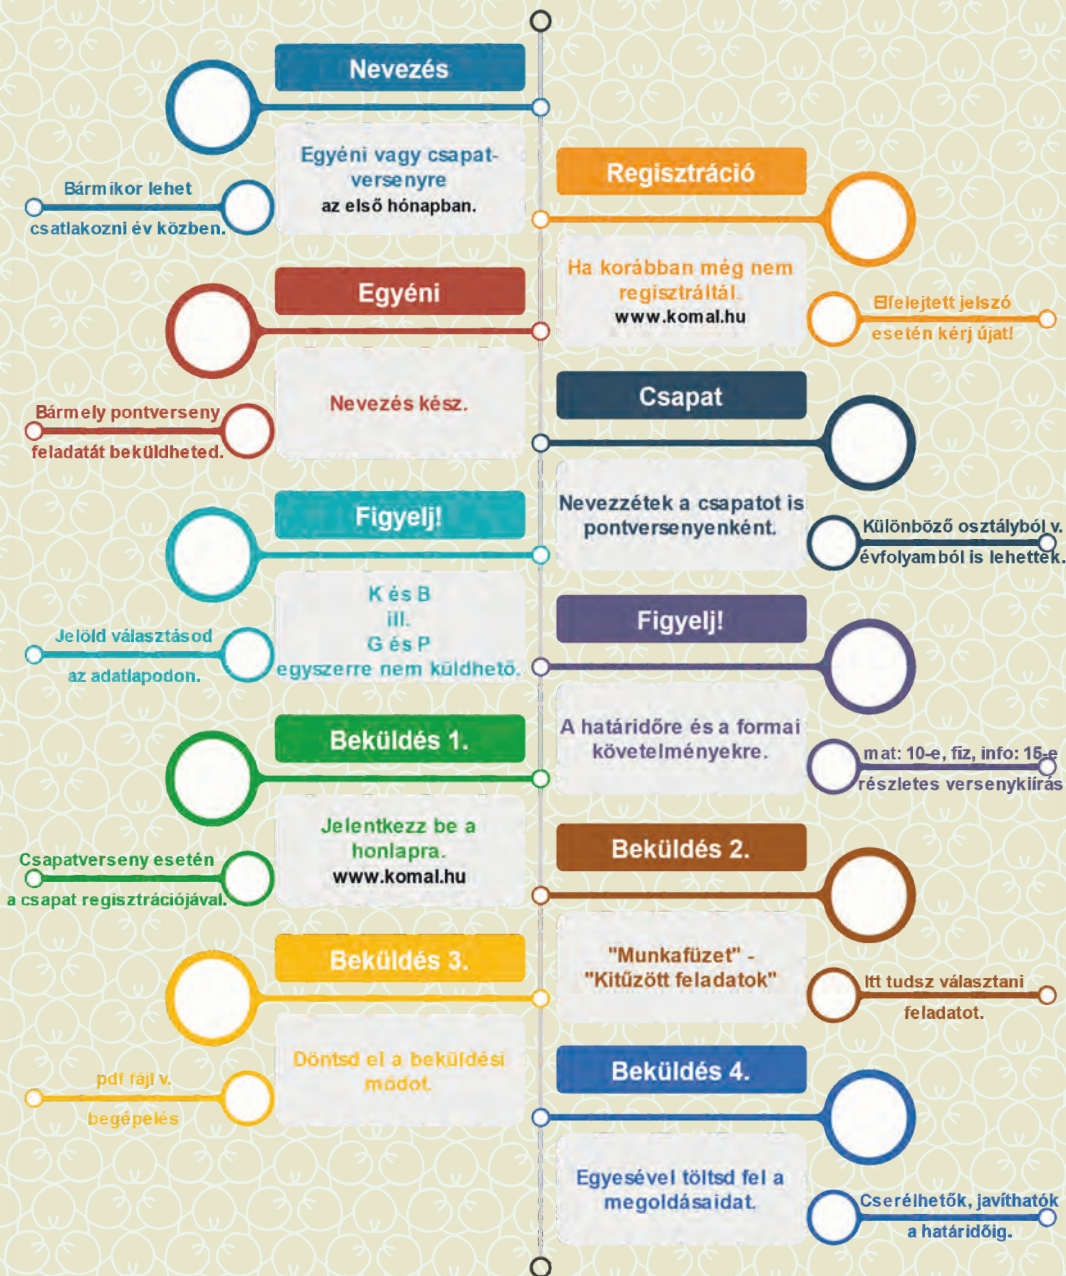 Nevezés
Egyéni vagy csapat-
versenyre
az első hónapban.
Bármikor lehet
csatlakozni év közben.
Regisztráció
Ha korábban még nem
regisztráltál.
www.komal.hu
Elfelejtett jelszó
esetén kérj újat!
Egyéni
Nevezés kész.
Bármely pontverseny
feladatát beküldheted.
Csapat
Nevezzétek a csapatot is
pontversenyenként.
Különböző osztályból v.
évfolyamból is lehettek.
Figyelj!
K és B
ill.
G és P
egyszerre nem küldhető.
Jelöld választásod
az adatlapodon.
Figyelj!
A határidőre és a formai
követelményekre.
mat: 10-e, fiz, info: 15-e
részletes versenykiírás
Beküldés 1.
Jelentkezz be a
honlapra.
www.komal.hu
Csapatverseny esetén
a csapat regisztrációjával.
Beküldés 2.
"Munkafüzet" -
"Kitűzött feladatok"
Itt tudsz választani
feladatot.
Beküldés 3.
Döntsd el a beküldési
módot.
pdf fájl v.
begépelés
Beküldés 4.
Egyesével töltsd fel a
megoldásaidat.
Cserélhetők, javíthatók
a határidőig.